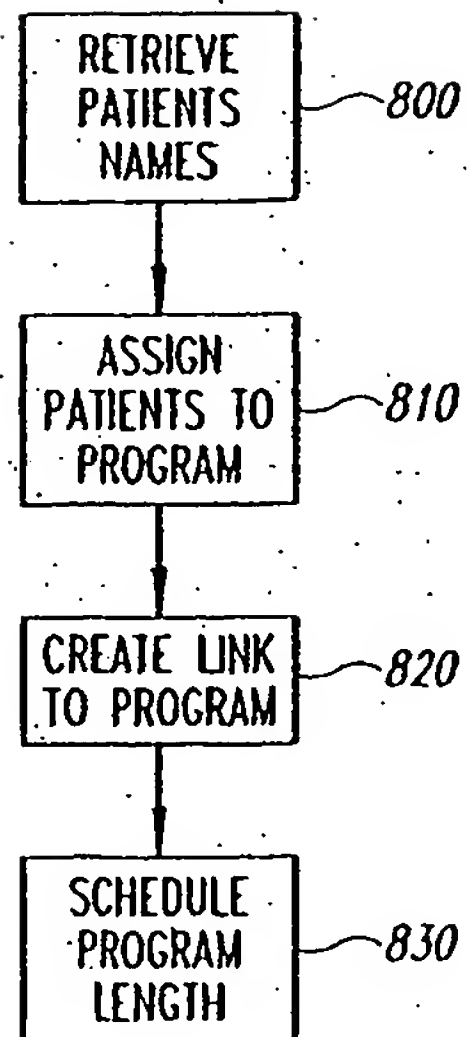 RETRIEVE
PATIENTS
NAMES
800
ASSIGN
PATIENTS TO
PROGRAM
810
CREATE LINK
TO PROGRAM
820
SCHEDULE
PROGRAM
LENGTH
830